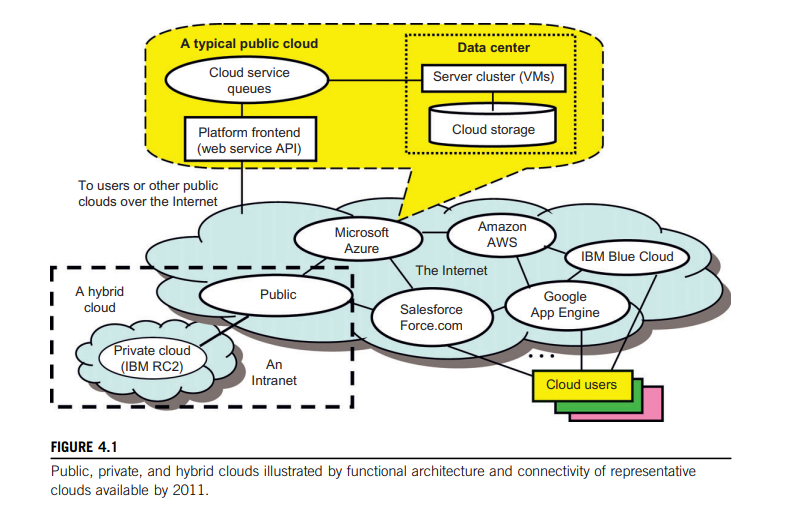 A typical public cloud
Data center
Cloud service
queues
Server cluster (VMs)
Platform frontend
(web service API)
Cloud storage
To users or other public
clouds over the Internet
Microsoft
Azure
Amazon
AWS
IBM Blue Cloud
The Internet
A hybrid
cloud
Public
Salesforce
Force.com
Google
App Engine
Private cloud
(IBM RC2)
An
Intranet
...
Cloud users
FIGURE 4.1
Public, private, and hybrid clouds illustrated by functional architecture and connectivity of representative
clouds available by 2011.